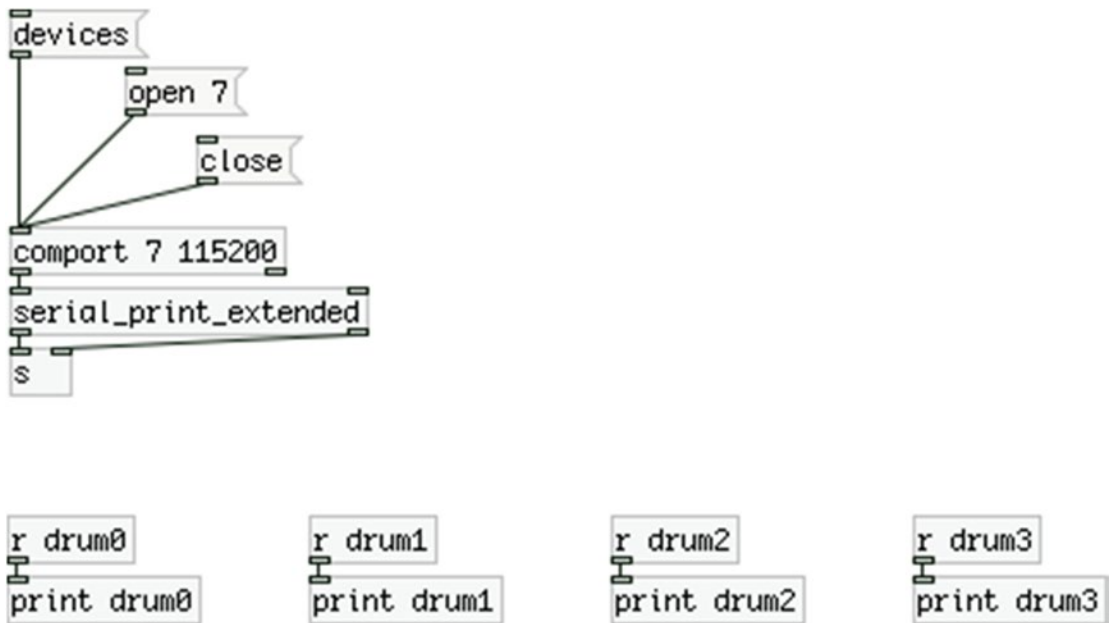 devices
open 7
close
comport 7 115200
serial_print_extended
s
r drum0
r drum1
r drum2
r drum3
print drum0
print drum1
print drum2
print drum3